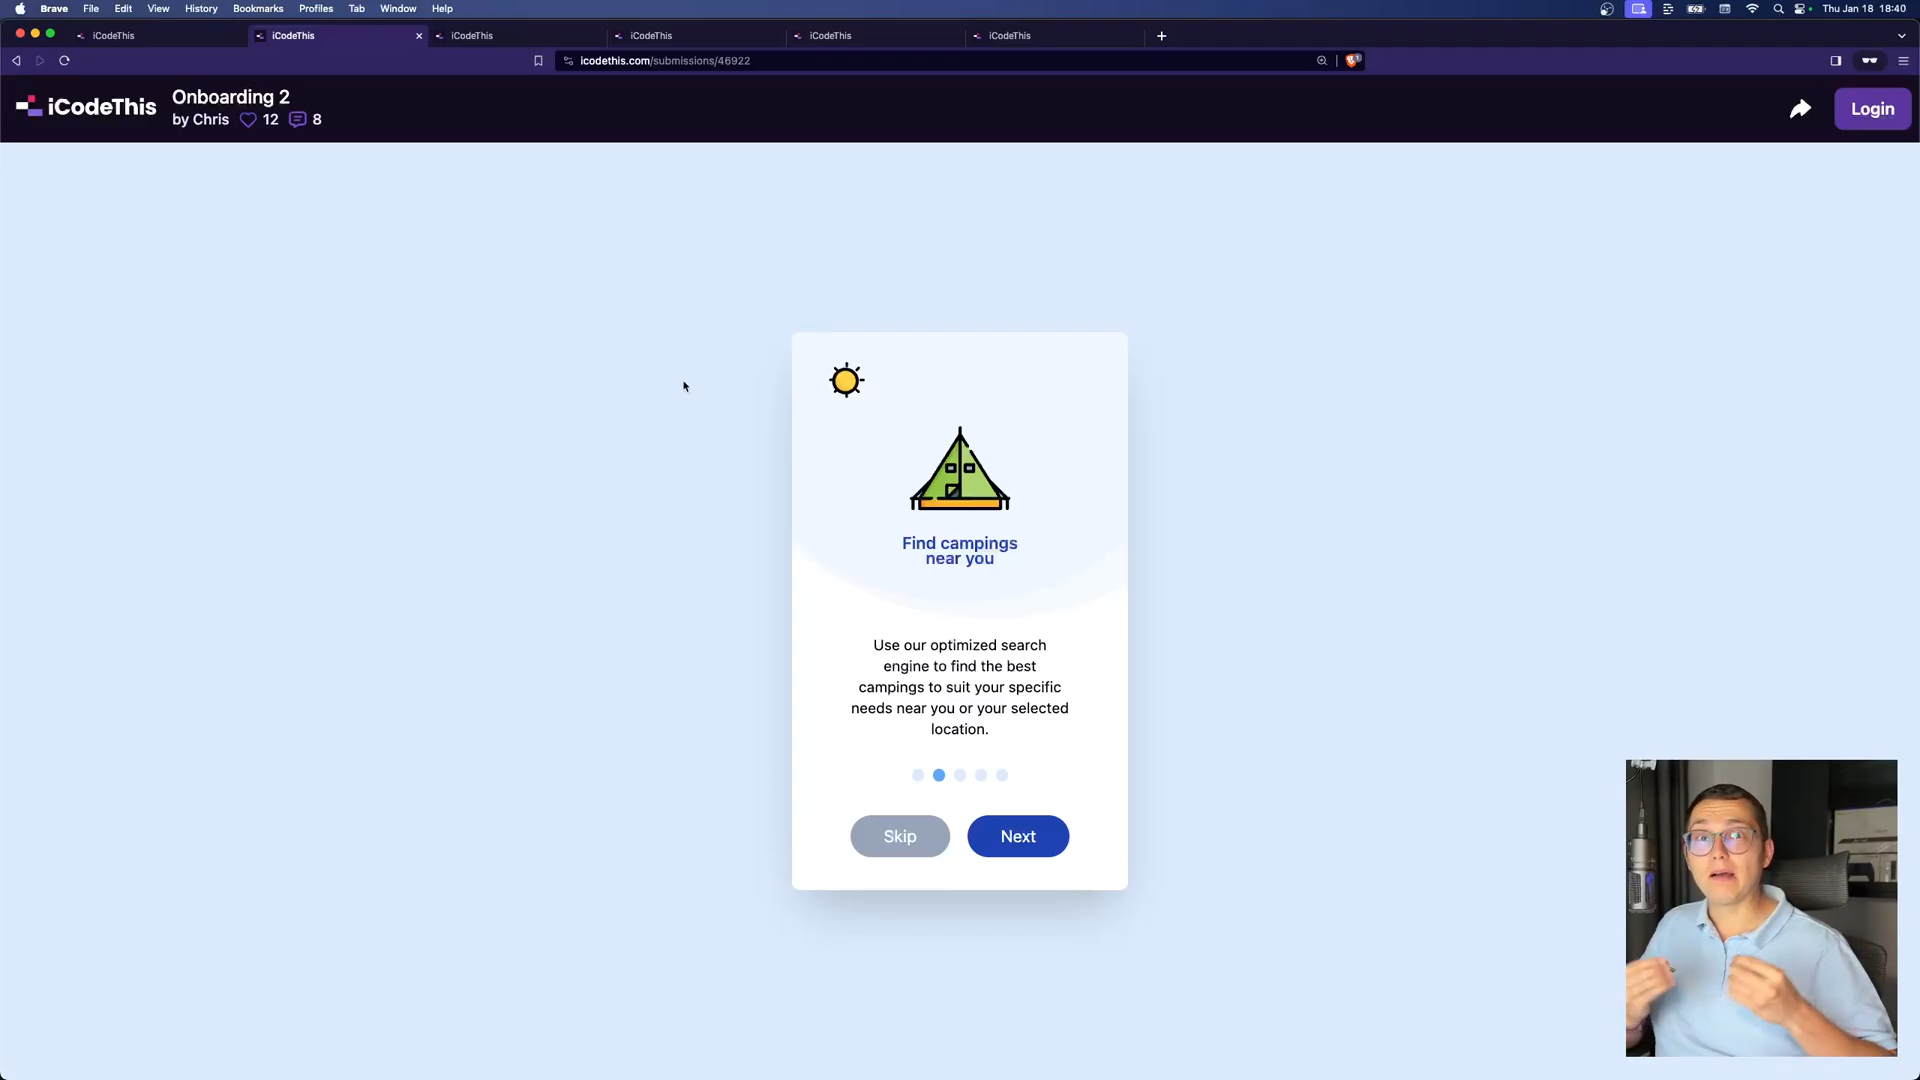 Brave File Edit View History Bookmarks Profiles Tab Window Help Thu Jan 18 18:40
iCodeThis iCodeThis iCodeThis iCodeThis iCodeThis iCodeThis
icodethis.com/submissions/46922
iCodeThis
Onboarding 2
by Chris 12 8
Login
Find campings
near you
Use our optimized search
engine to find the best
campings to suit your specific
needs near you or your selected
location.
Skip
Next